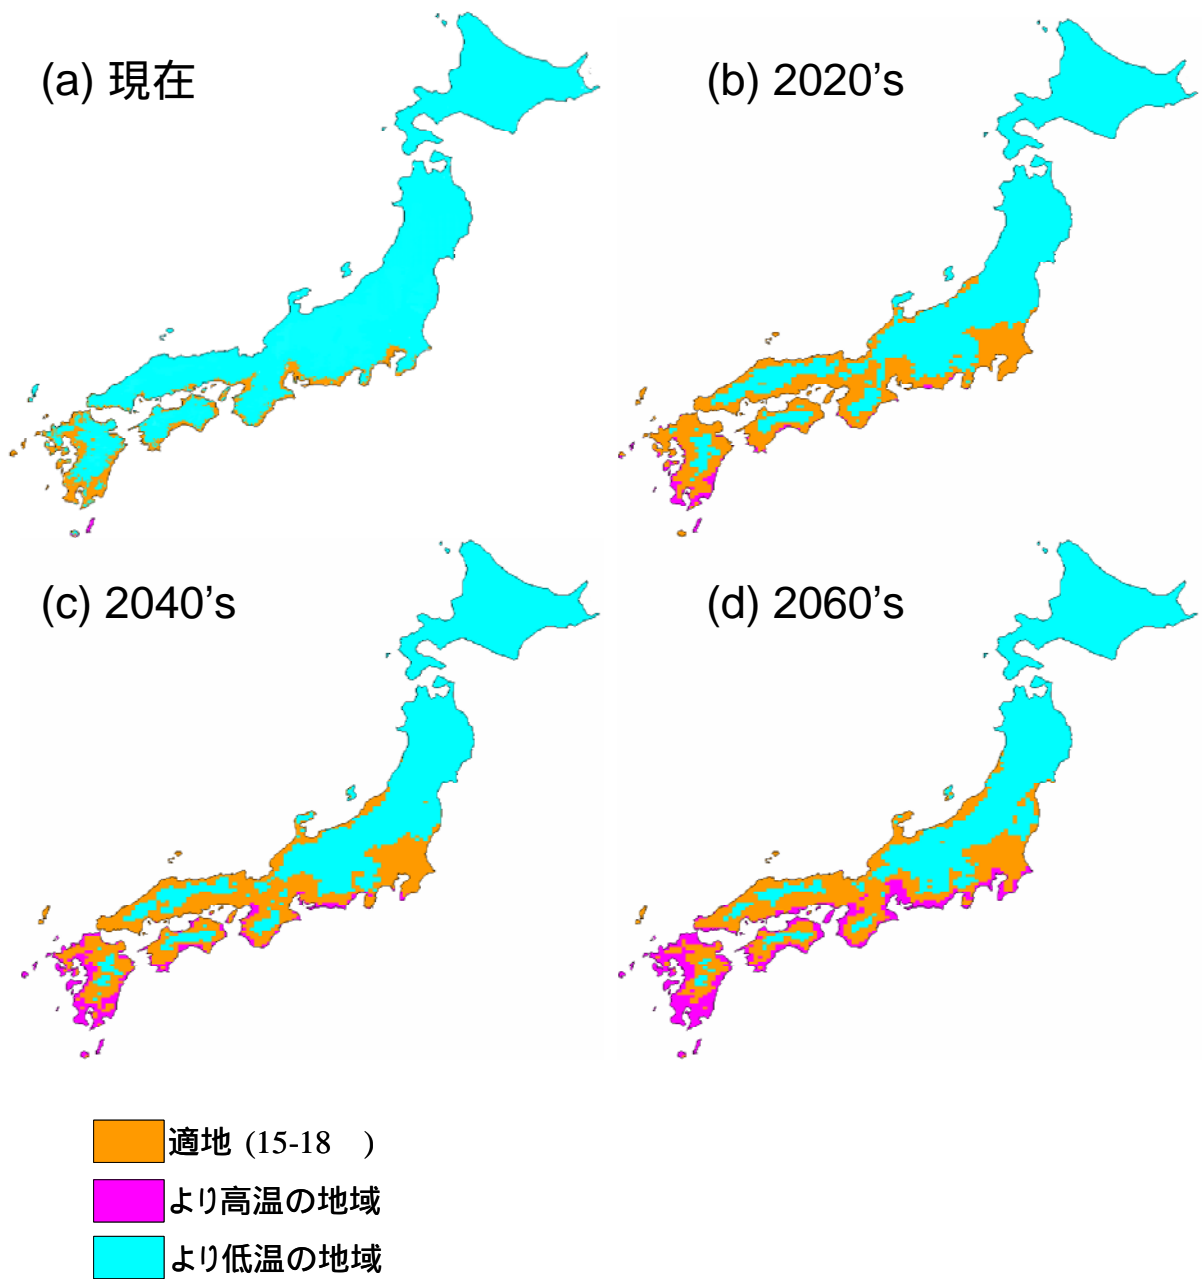 (a) 現在
(b) 2020’s
(c) 2040’s
(d) 2060’s
適地 (15-18 )
より高温の地域
より低温の地域